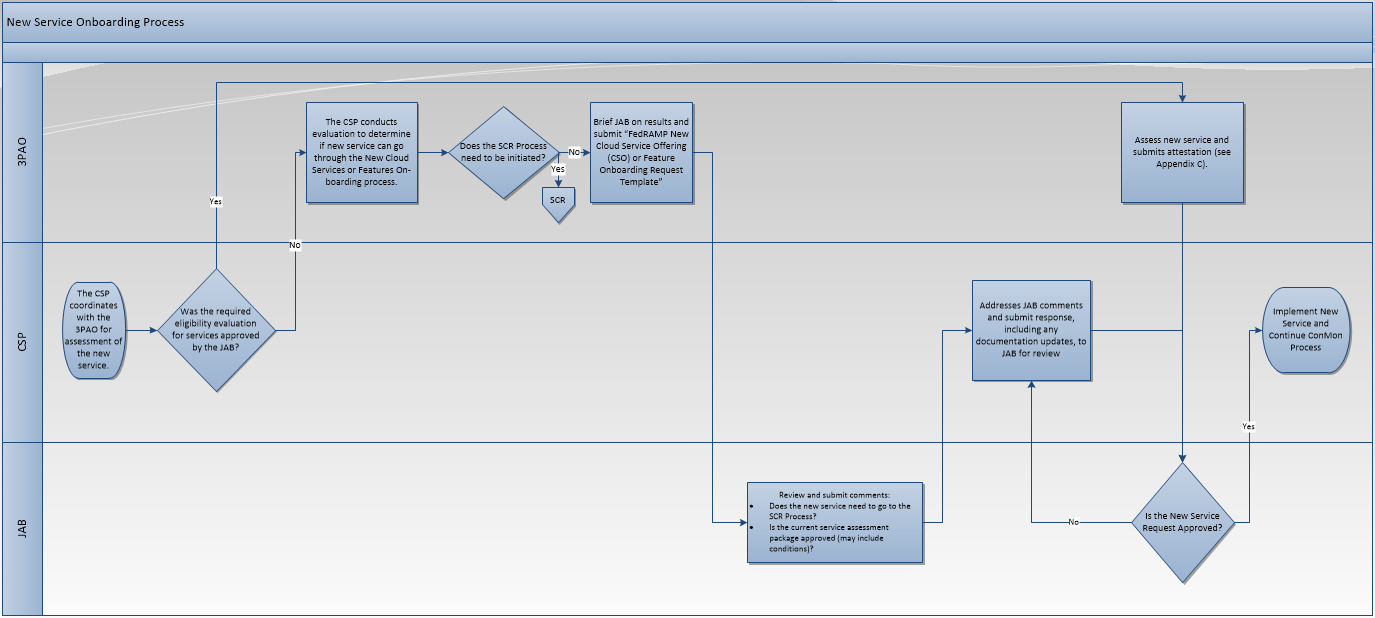 New Service Onboarding Process
3PAO
The CSP conducts
evaluation to determine
if new service can go
through the New Cloud
Services or Features On-
boarding process.
Does the SCR Process
need to be initiated?
No
Yes
SCR
Brief JAB on results and
submit “FedRAMP New
Cloud Service Offering
(CSO) or Feature
Onboarding Request
Template”
Assess new service and
submits attestation (see
Appendix C).
Yes
No
CSP
The CSP
coordinates
with the
3PAO for
assessment of
the new
service.
Was the required
eligibility evaluation
for services approved
by the JAB?
Addresses JAB comments
and submit response,
including any
documentation updates, to
JAB for review
Implement New
Service and
Continue ConMon
Process
Yes
JAB
Review and submit comments:
• Does the new service need to go to the
SCR Process?
• Is the current service assessment
package approved (may include
conditions)?
No
Is the New Service
Request Approved?